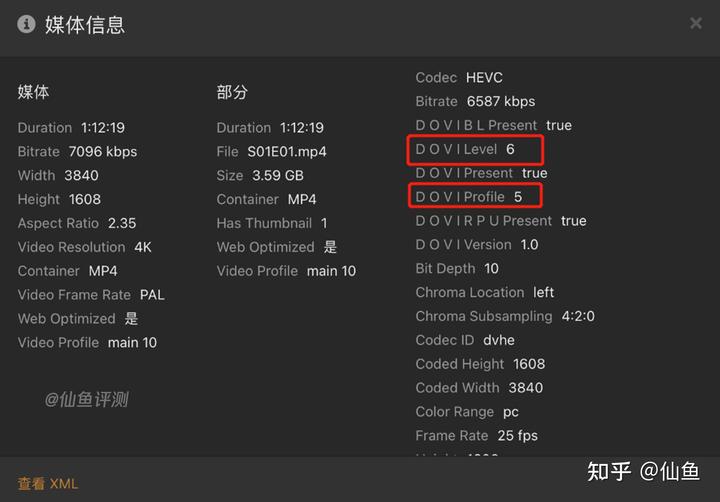 媒体信息
媒体
Duration 1:12:19
Bitrate 7096 kbps
Width 3840
Height 1608
Aspect Ratio 2.35
Video Resolution 4K
Container MP4
Video Frame Rate PAL
Web Optimized 是
Video Profile main 10
@仙鱼评测
部分
Duration 1:12:19
File S01E01.mp4
Size 3.59 GB
Container MP4
Has Thumbnail 1
Web Optimized 是
Video Profile main 10
Codec HEVC
Bitrate 6587 kbps
D O V I B L Present true
D O V I Level 6
D O V I Present true
D O V I Profile 5
D O V I R P U Present true
D O V I Version 1.0
Bit Depth 10
Chroma Location left
Chroma Subsampling 4:2:0
Codec ID dvhe
Coded Height 1608
Coded Width 3840
Color Range pc
Frame Rate 25 fps
查看 XML
知乎 @仙鱼